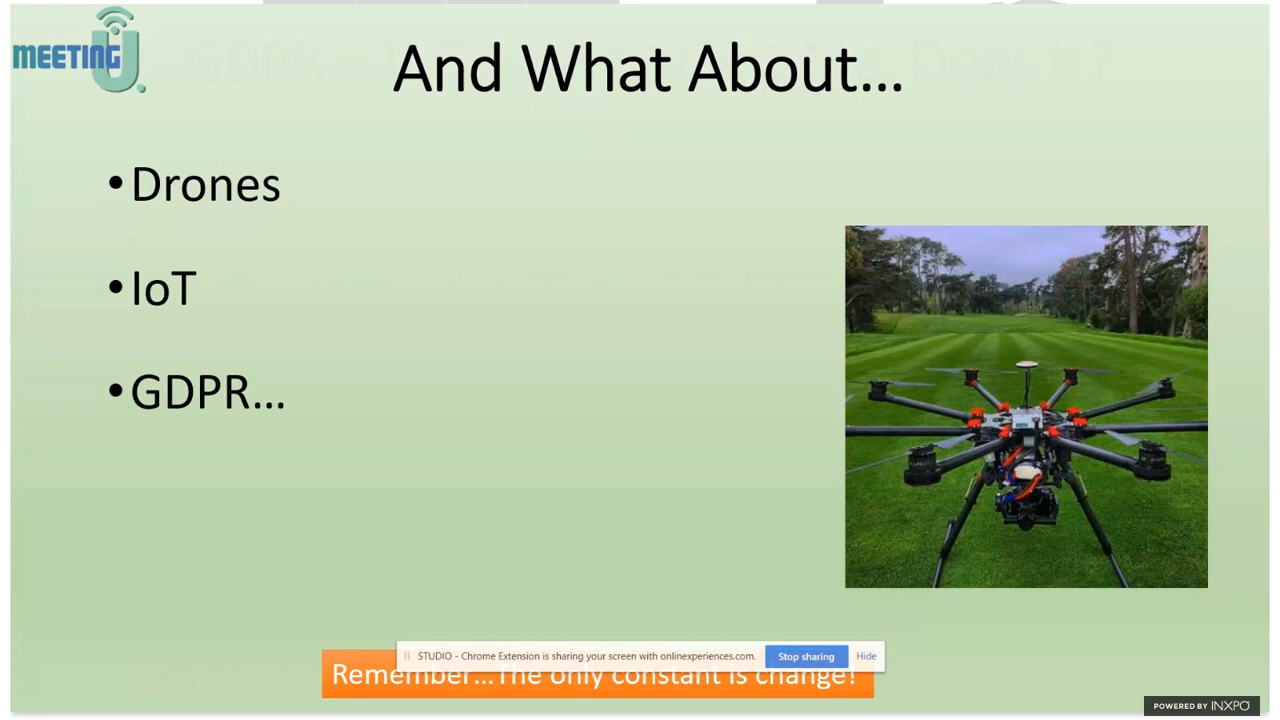 MEETING U
And What About...
•Drones
•IoT
•GDPR...
STUDIO - Chrome Extension is sharing your screen with onlinexperiences.com. Stop sharing Hide
Remember...The only constant is change!
POWERED BY INXPO